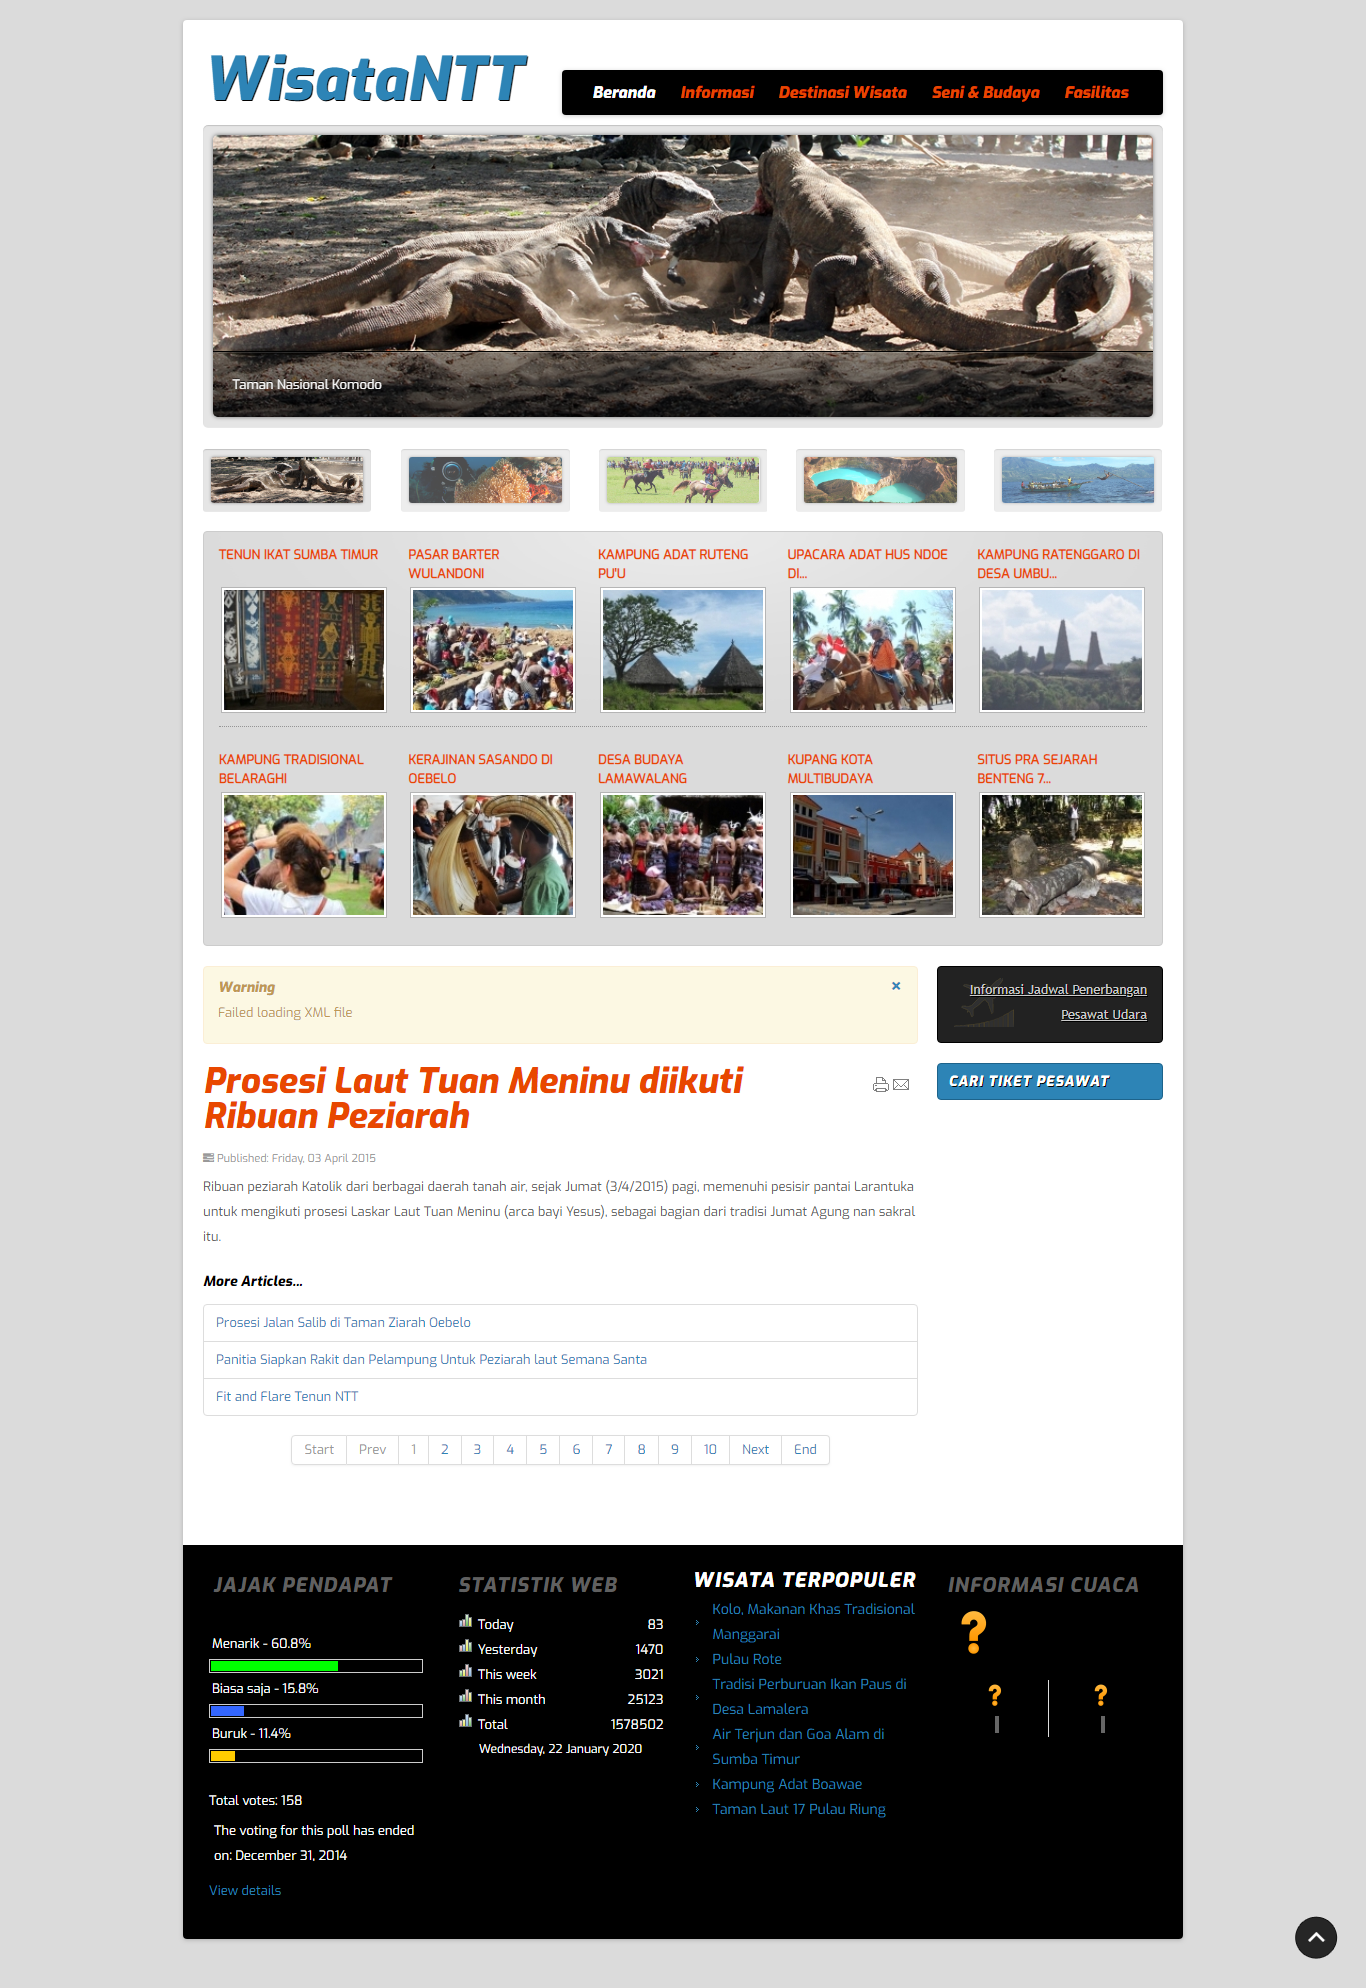 WisataNTT
Beranda Informasi Destinasi Wisata Seni & Budaya Fasilitas
Taman Nasional Komodo
TENUN IKAT SUMBA TIMUR
PASAR BARTER
WULANDONI
KAMPUNG ADAT RUTENG
PU'U
UPACARA ADAT HUS NDOE
DI...
KAMPUNG RATENGGARO DI
DESA UMBU...
KAMPUNG TRADISIONAL
BELARAGHI
KERAJINAN SASANDO DI
OEBELO
DESA BUDAYA
LAMAWALANG
KUPANG KOTA
MULTIBUDAYA
SITUS PRA SEJARAH
BENTENG 7...
Warning
×
Failed loading XML file
Informasi Jadwal Penerbangan
Pesawat Udara
CARI TIKET PESAWAT
Prosesi Laut Tuan Meninu diikuti
Ribuan Peziarah
Published: Friday, 03 April 2015
Ribuan peziarah Katolik dari berbagai daerah tanah air, sejak Jumat (3/4/2015) pagi, memenuhi pesisir pantai Larantuka
untuk mengikuti prosesi Laskar Laut Tuan Meninu (arca bayi Yesus), sebagai bagian dari tradisi Jumat Agung nan sakral
itu.
More Articles...
Prosesi Jalan Salib di Taman Ziarah Oebelo
Panitia Siapkan Rakit dan Pelampung Untuk Peziarah laut Semana Santa
Fit and Flare Tenun NTT
Start Prev 1 2 3 4 5 6 7 8 9 10 Next End
JAJAK PENDAPAT
Menarik - 60.8%
Biasa saja - 15.8%
Buruk - 11.4%
Total votes: 158
The voting for this poll has ended
on: December 31, 2014
View details
STATISTIK WEB
Today 83
Yesterday 1470
This week 3021
This month 25123
Total 1578502
Wednesday, 22 January 2020
WISATA TERPOPULER
Kolo, Makanan Khas Tradisional
Manggarai
Pulau Rote
Tradisi Perburuan Ikan Paus di
Desa Lamalera
Air Terjun dan Goa Alam di
Sumba Timur
Kampung Adat Boawae
Taman Laut 17 Pulau Riung
INFORMASI CUACA
?
? ?